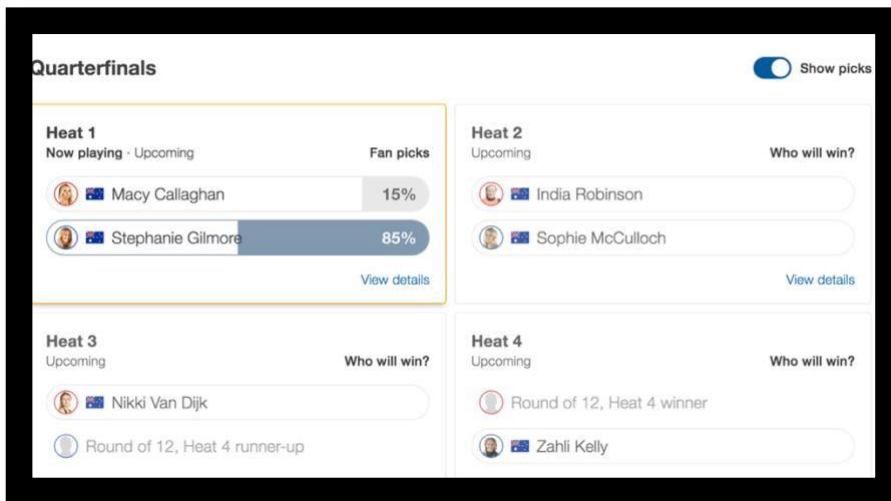 Quarterfinals
Show picks
Heat 1
Now playing · Upcoming
Fan picks
Macy Callaghan
15%
Stephanie Gilmore
85%
View details
Heat 2
Upcoming
Who will win?
India Robinson
Sophie McCulloch
View details
Heat 3
Upcoming
Who will win?
Nikki Van Dijk
Round of 12, Heat 4 runner-up
Heat 4
Upcoming
Who will win?
Round of 12, Heat 4 winner
Zahli Kelly